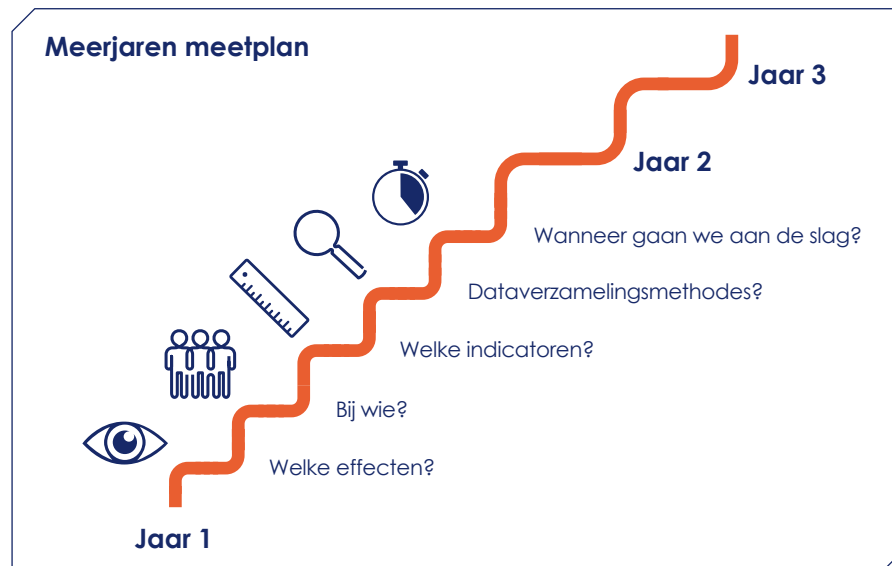 Meerjaren meetplan
Jaar 3
Jaar 2
Wanneer gaan we aan de slag?
Dataverzamelingsmethodes?
Welke indicatoren?
Bij wie?
Welke effecten?
Jaar 1